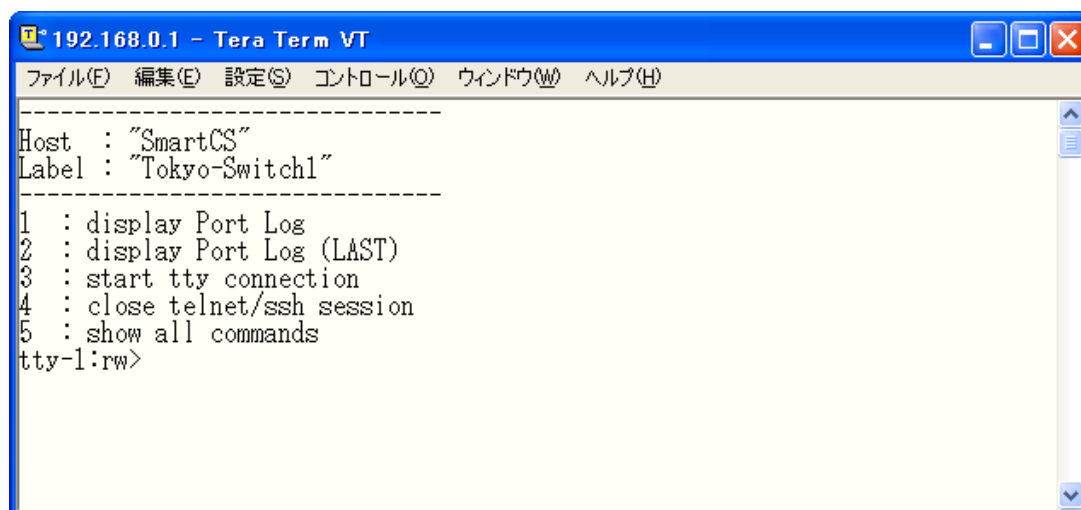 192.168.0.1 - Tera Term VT
ファイル(F) 編集(E) 設定(S) コントロール(O) ウィンドウ(W) ヘルプ(H)
-------------------------------
Host  : "SmartCS"
Label : "Tokyo-Switch1"
-------------------------------
1  : display Port Log
2  : display Port Log (LAST)
3  : start tty connection
4  : close telnet/ssh session
5  : show all commands
tty-1:rw>